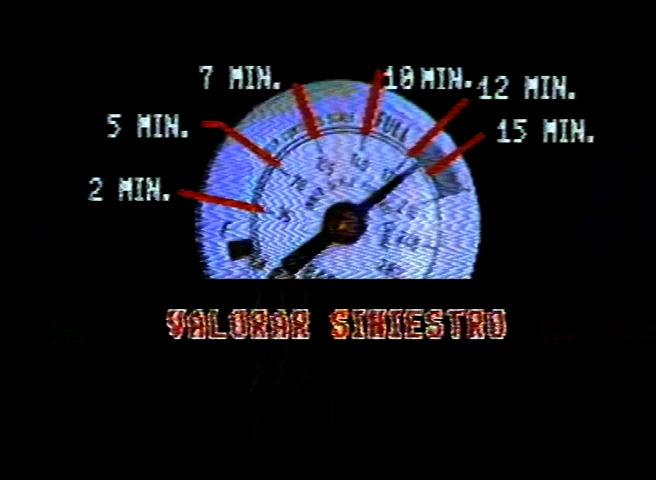 7 MIN.
10 MIN.
12 MIN.
5 MIN.
15 MIN.
2 MIN.
FULL
VALORAR SINIESTRO